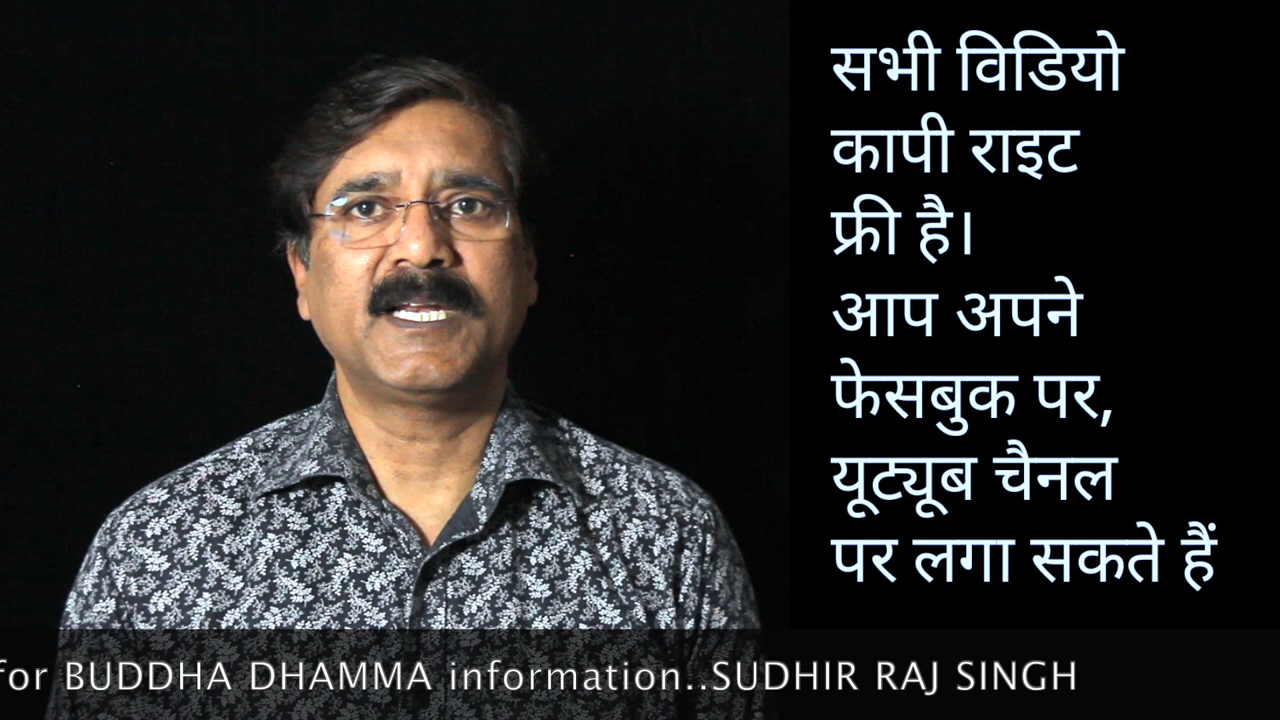 सभी विडियो
कापी राइट
फ्री है।
आप अपने
फेसबुक पर,
यूट्यूब चैनल
पर लगा सकते हैं
for BUDDHA DHAMMA information..SUDHIR RAJ SINGH